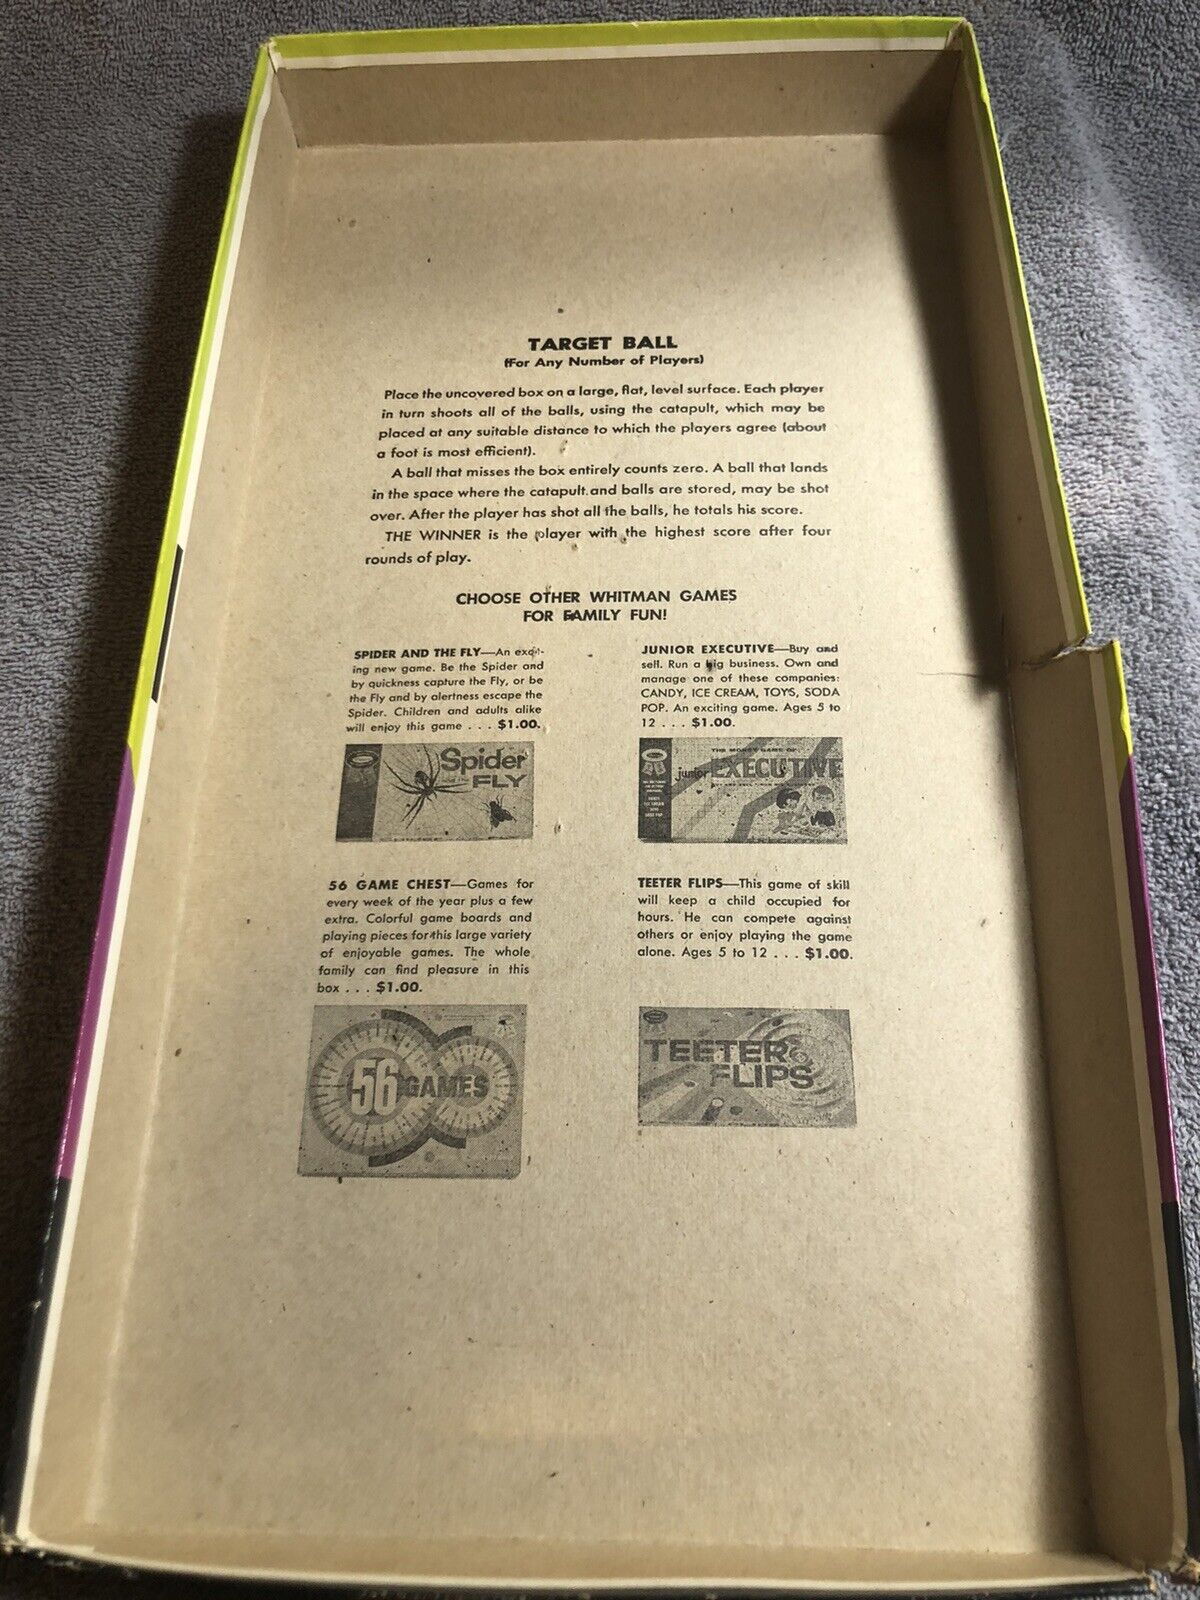 TARGET BALL
(For Any Number of Players)
Place the uncovered box on a large, flat, level surface. Each player
in turn shoots all of the balls, using the catapult, which may be
placed at any suitable distance to which the players agree (about
a foot is most efficient).
A ball that misses the box entirely counts zero. A ball that lands
in the space where the catapult and balls are stored, may be shot
over. After the player has shot all the balls, he totals his score.
THE WINNER is the player with the highest score after four
rounds of play.
CHOOSE OTHER WHITMAN GAMES
FOR FAMILY FUN!
SPIDER AND THE FLY—An excit-
ing new game. Be the Spider and
by quickness capture the Fly, or be
the Fly and by alertness escape the
Spider. Children and adults alike
will enjoy this game . . . $1.00.
Spider
and the
FLY
JUNIOR EXECUTIVE—Buy and
sell. Run a big business. Own and
manage one of these companies:
CANDY, ICE CREAM, TOYS, SODA
POP. An exciting game. Ages 5 to
12 . . . $1.00.
THE MONEY GAME OF
junior EXECUTIVE
56 GAME CHEST—Games for
every week of the year plus a few
extra. Colorful game boards and
playing pieces for this large variety
of enjoyable games. The whole
family can find pleasure in this
box . . . $1.00.
56 GAMES
TEETER FLIPS—This game of skill
will keep a child occupied for
hours. He can compete against
others or enjoy playing the game
alone. Ages 5 to 12 . . . $1.00.
TEETER
FLIPS